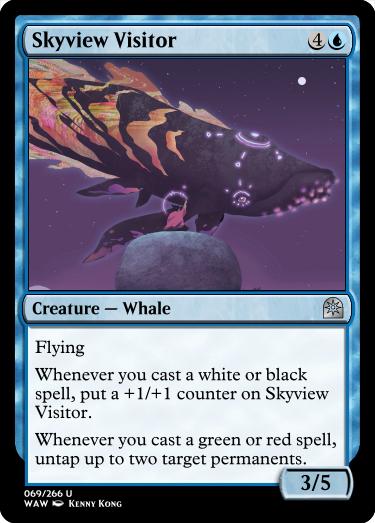 Skyview Visitor 4
Creature — Whale
Flying
Whenever you cast a white or black
spell, put a +1/+1 counter on Skyview
Visitor.
Whenever you cast a green or red spell,
untap up to two target permanents.
3/5
069/266 U
WAW Kenny Kong